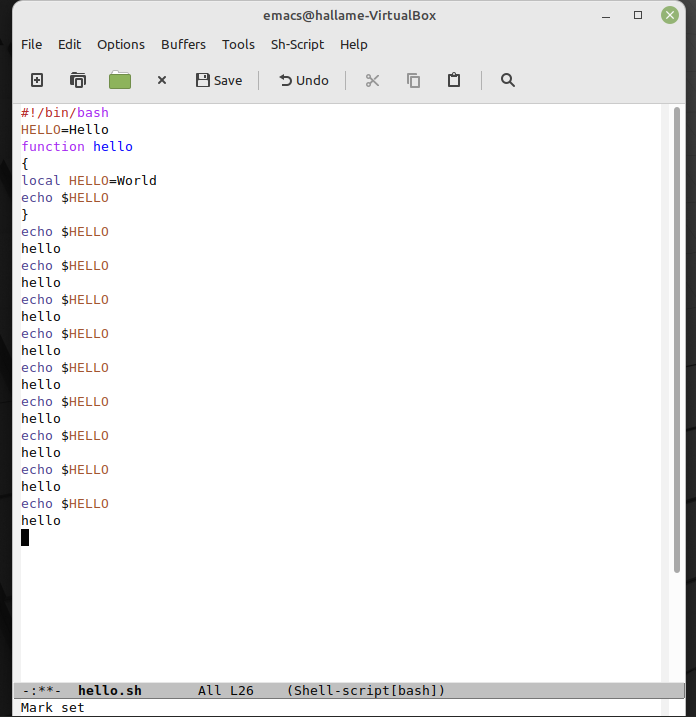 emacs@hallame-VirtualBox
File Edit Options Buffers Tools Sh-Script Help
Save Undo
#!/bin/bash
HELLO=Hello
function hello
{
local HELLO=World
echo $HELLO
}
echo $HELLO
hello
echo $HELLO
hello
echo $HELLO
hello
echo $HELLO
hello
echo $HELLO
hello
echo $HELLO
hello
echo $HELLO
hello
echo $HELLO
hello
echo $HELLO
hello
-:**- hello.sh All L26 (Shell-script[bash])
Mark set